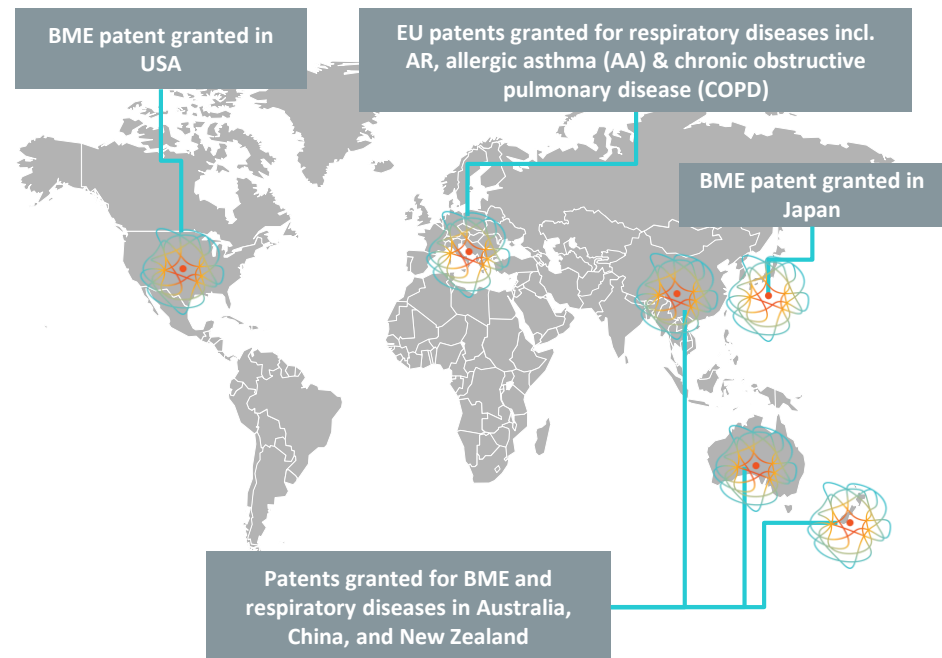 BME patent granted in
USA
EU patents granted for respiratory diseases incl.
AR, allergic asthma (AA) & chronic obstructive
pulmonary disease (COPD)
BME patent granted in
Japan
Patents granted for BME and
respiratory diseases in Australia,
China, and New Zealand